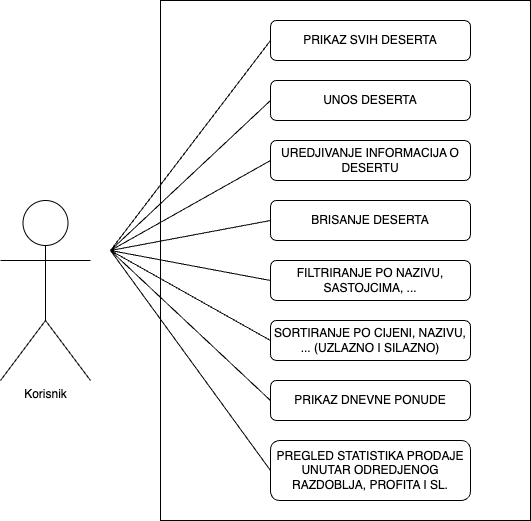 PRIKAZ SVIH DESERTA
UNOS DESERTA
UREDJIVANJE INFORMACIJA O
DESERTU
BRISANJE DESERTA
FILTRIRANJE PO NAZIVU,
SASTOJCIMA, ...
SORTIRANJE PO CIJENI, NAZIVU,
... (UZLAZNO I SILAZNO)
PRIKAZ DNEVNE PONUDE
PREGLED STATISTIKA PRODAJE
UNUTAR ODREDJENOG
RAZDOBLJA, PROFITA I SL.
Korisnik